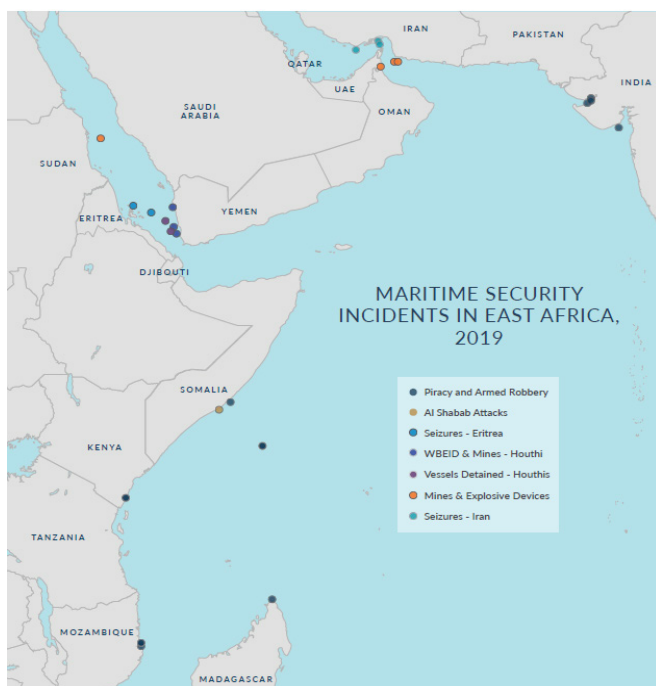 IRAN
PAKISTAN
QATAR
INDIA
UAE
SAUDI
ARABIA
OMAN
SUDAN
YEMEN
ERITREA
DJIBOUTI
MARITIME SECURITY
INCIDENTS IN EAST AFRICA,
2019
SOMALIA
Piracy and Armed Robbery
Al Shabab Attacks
Seizures - Eritrea
WBEID & Mines - Houthi
Vessels Detained - Houthis
Mines & Explosive Devices
Seizures - Iran
KENYA
TANZANIA
MOZAMBIQUE
MADAGASCAR